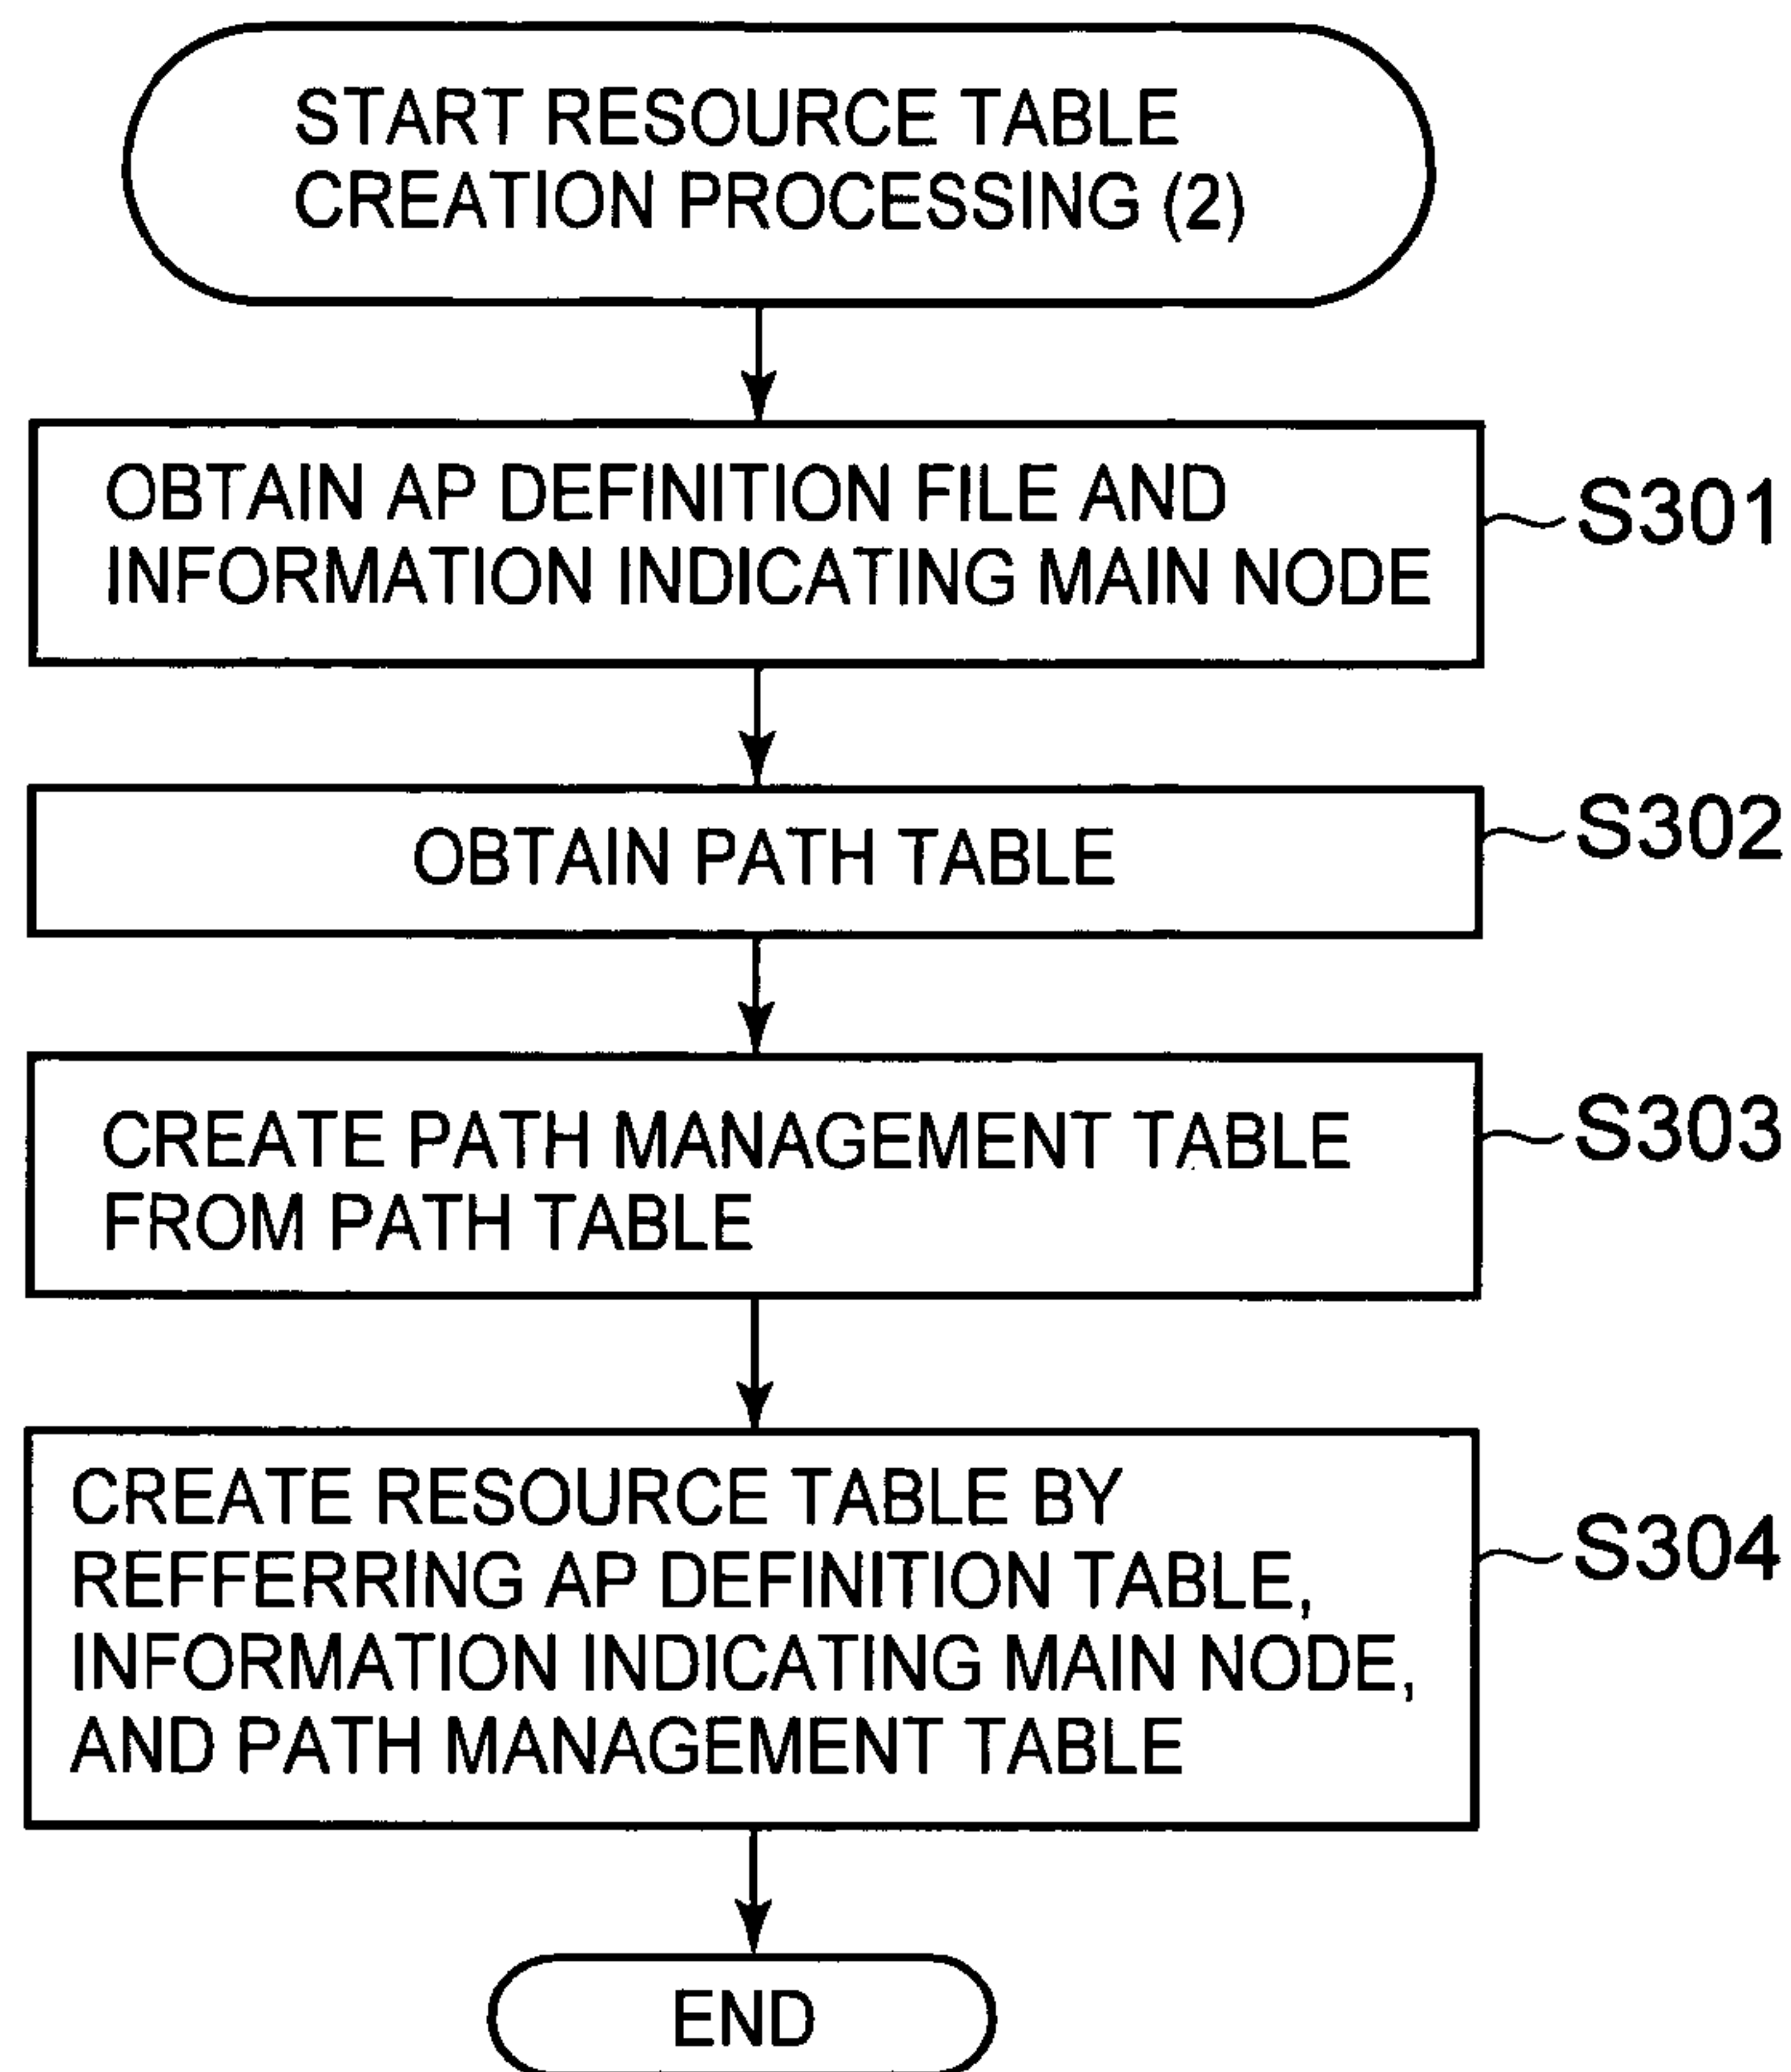 START RESOURCE TABLE
CREATION PROCESSING (2)
OBTAIN AP DEFINITION FILE AND
INFORMATION INDICATING MAIN NODE
S301
OBTAIN PATH TABLE
S302
CREATE PATH MANAGEMENT TABLE
FROM PATH TABLE
S303
CREATE RESOURCE TABLE BY
REFFERRING AP DEFINITION TABLE,
INFORMATION INDICATING MAIN NODE,
AND PATH MANAGEMENT TABLE
S304
END